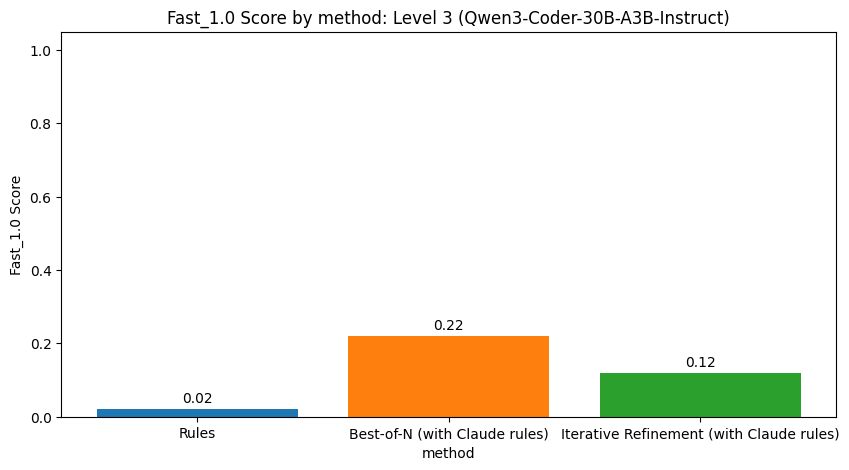 Fast_1.0 Score by method: Level 3 (Qwen3-Coder-30B-A3B-Instruct)
Fast_1.0 Score
1.0
0.8
0.6
0.4
0.2
0.0
0.02
0.22
0.12
Rules
Best-of-N (with Claude rules)
Iterative Refinement (with Claude rules)
method